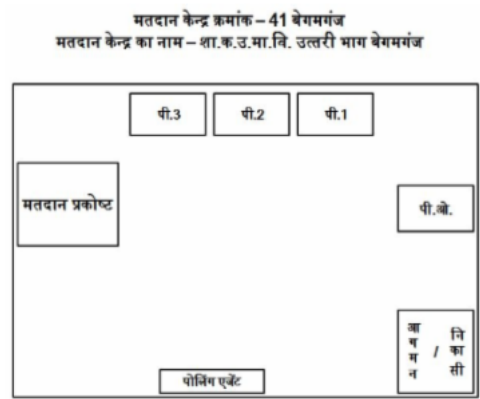 मतदान केन्द्र क्रमांक – 41 बेगमगंज
मतदान केन्द्र का नाम – शा.क.उ.मा.वि. उत्तरी भाग बेगमगंज
पी.3
पी.2
पी.1
मतदान प्रकोष्ट
पी.ओ.
आगमन / निकासी
पोलिंग एजेंट